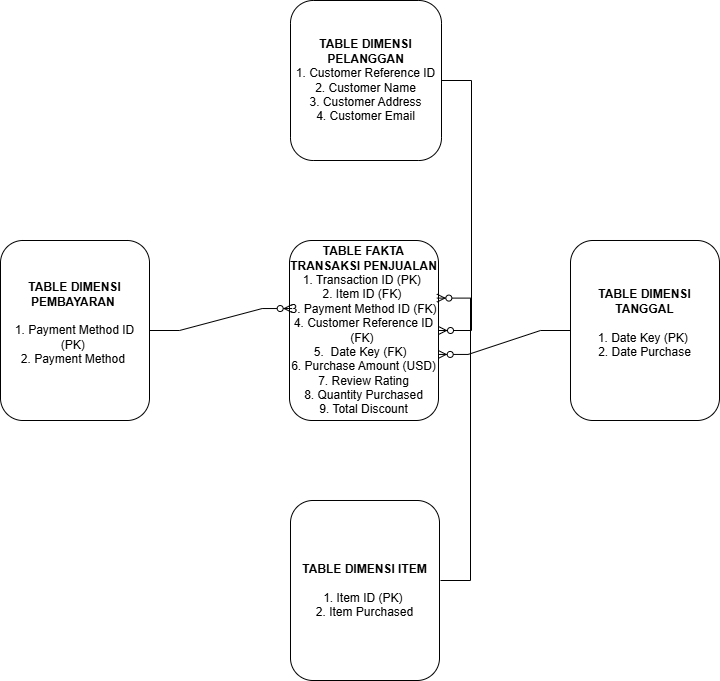 TABLE DIMENSI
PELANGGAN
1. Customer Reference ID
2. Customer Name
3. Customer Address
4. Customer Email
TABLE DIMENSI
PEMBAYARAN
1. Payment Method ID
(PK)
2. Payment Method
TABLE FAKTA
TRANSAKSI PENJUALAN
1. Transaction ID (PK)
2. Item ID (FK)
3. Payment Method ID (FK)
4. Customer Reference ID
(FK)
5. Date Key (FK)
6. Purchase Amount (USD)
7. Review Rating
8. Quantity Purchased
9. Total Discount
TABLE DIMENSI
TANGGAL
1. Date Key (PK)
2. Date Purchase
TABLE DIMENSI ITEM
1. Item ID (PK)
2. Item Purchased